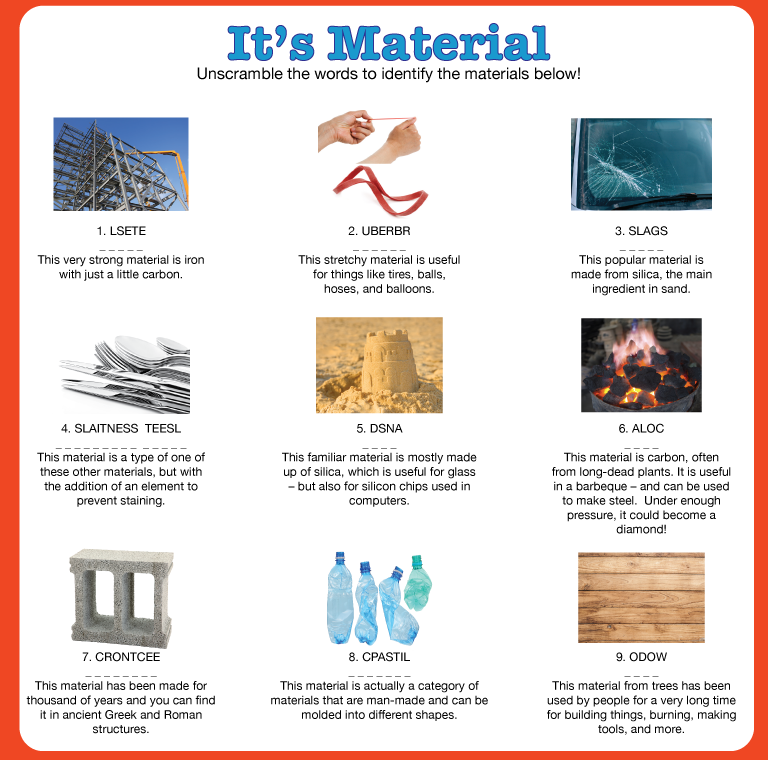 It's Material
Unscramble the words to identify the materials below!
1. LSETE
_ _ _ _ _
This very strong material is iron
with just a little carbon.
2. UBERBR
_ _ _ _ _ _
This stretchy material is useful
for things like tires, balls,
hoses, and balloons.
3. SLAGS
_ _ _ _ _
This popular material is
made from silica, the main
ingredient in sand.
4. SLAITNESS  TEESL
_ _ _ _ _ _ _ _ _  _ _ _ _ _
This material is a type of one of
these other materials, but with
the addition of an element to
prevent staining.
5. DSNA
_ _ _ _
This familiar material is mostly made
up of silica, which is useful for glass
– but also for silicon chips used in
computers.
6. ALOC
_ _ _ _
This material is carbon, often
from long-dead plants. It is useful
in a barbeque – and can be used
to make steel.  Under enough
pressure, it could become a
diamond!
7. CRONTCEE
_ _ _ _ _ _ _ _
This material has been made for
thousand of years and you can find
it in ancient Greek and Roman
structures.
8. CPASTIL
_ _ _ _ _ _ _
This material is actually a category of
materials that are man-made and can be
molded into different shapes.
9. ODOW
_ _ _ _
This material from trees has been
used by people for a very long time
for building things, burning, making
tools, and more.